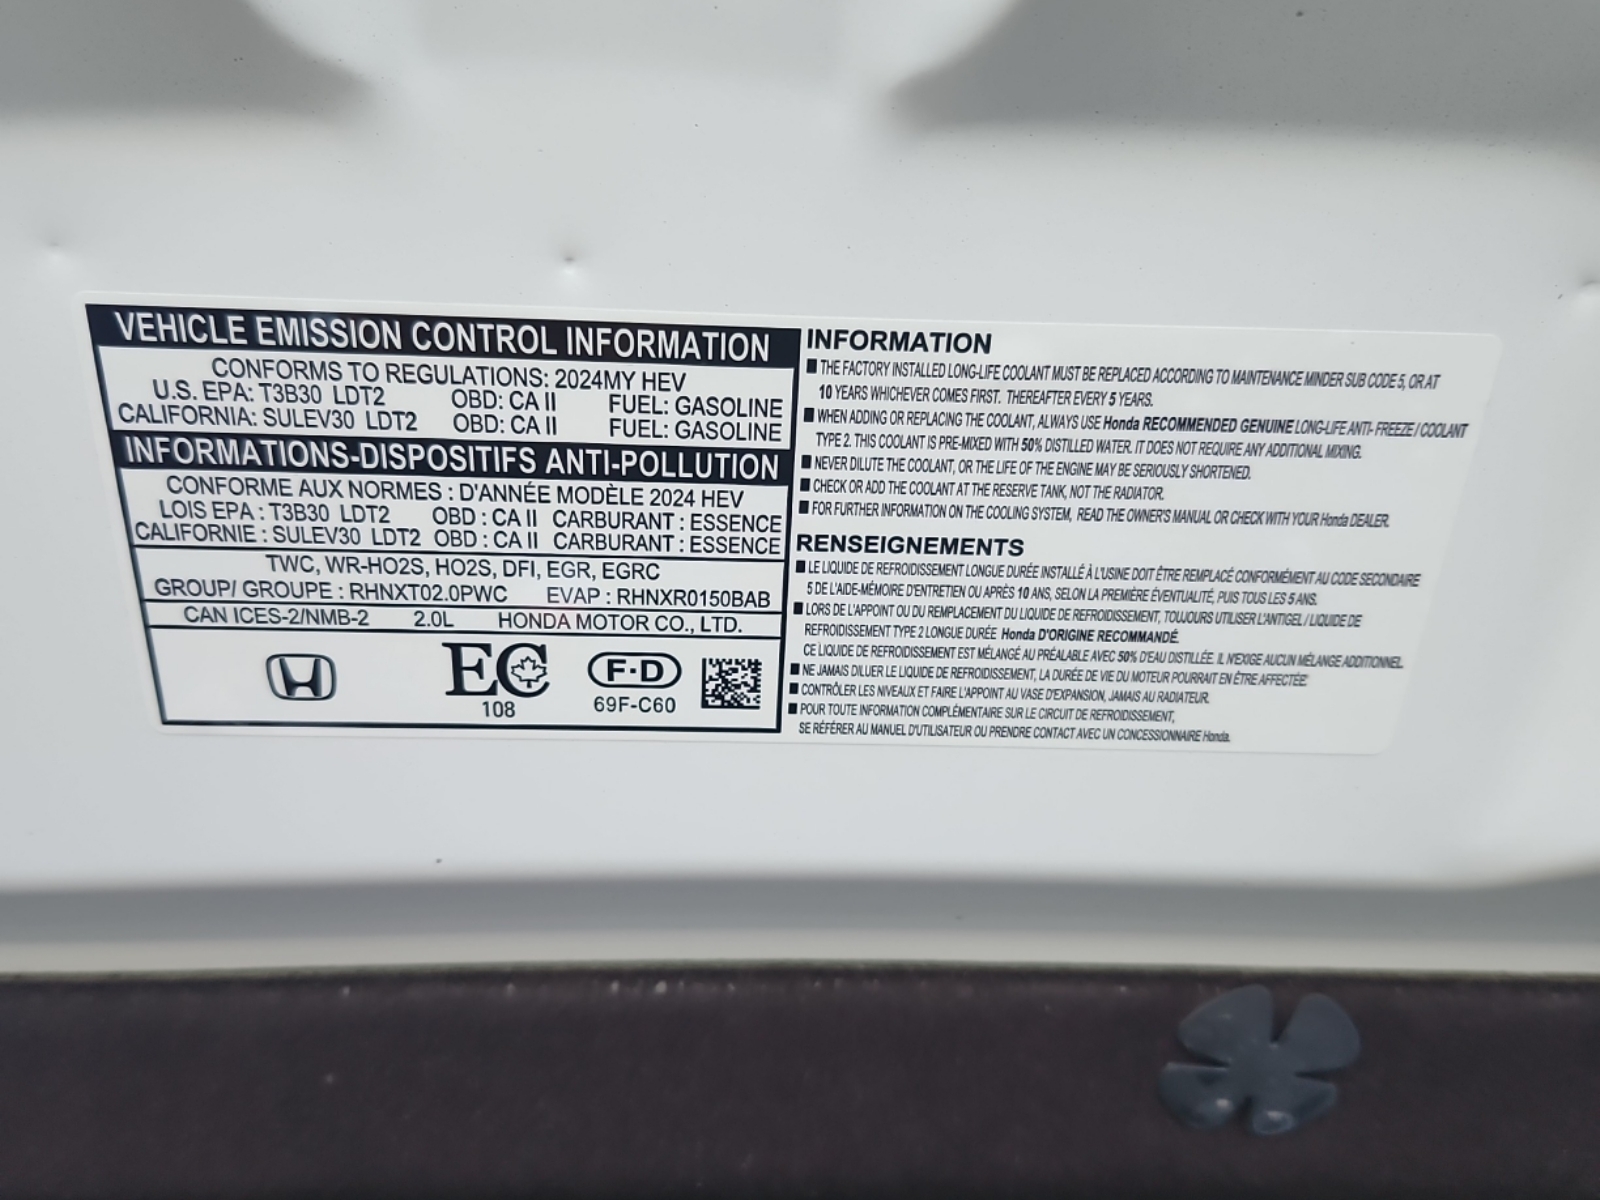 VEHICLE EMISSION CONTROL INFORMATION
CONFORMS TO REGULATIONS: 2024MY HEV
U.S. EPA: T3B30 LDT2 OBD: CA II FUEL: GASOLINE
CALIFORNIA: SULEV30 LDT2 OBD: CA II FUEL: GASOLINE
INFORMATIONS-DISPOSITIFS ANTI-POLLUTION
CONFORME AUX NORMES : D'ANNÉE MODÈLE 2024 HEV
LOIS EPA : T3B30 LDT2 OBD : CA II CARBURANT : ESSENCE
CALIFORNIE : SULEV30 LDT2 OBD : CA II CARBURANT : ESSENCE
TWC, WR-HO2S, HO2S, DFI, EGR, EGRC
GROUP/ GROUPE : RHNXT02.0PWC EVAP : RHNXR0150BAB
CAN ICES-2/NMB-2 2.0L HONDA MOTOR CO., LTD.
EC F-D
108 69F-C60
INFORMATION
■ THE FACTORY INSTALLED LONG-LIFE COOLANT MUST BE REPLACED ACCORDING TO MAINTENANCE MINDER SUB CODE 5, OR AT
10 YEARS WHICHEVER COMES FIRST. THEREAFTER EVERY 5 YEARS.
■ WHEN ADDING OR REPLACING THE COOLANT, ALWAYS USE Honda RECOMMENDED GENUINE LONG-LIFE ANTI- FREEZE / COOLANT
TYPE 2. THIS COOLANT IS PRE-MIXED WITH 50% DISTILLED WATER. IT DOES NOT REQUIRE ANY ADDITIONAL MIXING.
■ NEVER DILUTE THE COOLANT, OR THE LIFE OF THE ENGINE MAY BE SERIOUSLY SHORTENED.
■ CHECK OR ADD THE COOLANT AT THE RESERVE TANK, NOT THE RADIATOR.
■ FOR FURTHER INFORMATION ON THE COOLING SYSTEM, READ THE OWNER'S MANUAL OR CHECK WITH YOUR Honda DEALER.
RENSEIGNEMENTS
■ LE LIQUIDE DE REFROIDISSEMENT LONGUE DURÉE INSTALLÉ À L'USINE DOIT ÊTRE REMPLACÉ CONFORMÉMENT AU CODE SECONDAIRE
5 DE L'AIDE-MÉMOIRE D'ENTRETIEN OU APRÈS 10 ANS, SELON LA PREMIÈRE ÉVENTUALITÉ, PUIS TOUS LES 5 ANS.
■ LORS DE L'APPOINT OU DU REMPLACEMENT DU LIQUIDE DE REFROIDISSEMENT, TOUJOURS UTILISER L'ANTIGEL / LIQUIDE DE
REFROIDISSEMENT TYPE 2 LONGUE DURÉE Honda D'ORIGINE RECOMMANDÉ.
CE LIQUIDE DE REFROIDISSEMENT EST MÉLANGÉ AU PRÉALABLE AVEC 50% D'EAU DISTILLÉE. IL N'EXIGE AUCUN MÉLANGE ADDITIONNEL.
■ NE JAMAIS DILUER LE LIQUIDE DE REFROIDISSEMENT, LA DURÉE DE VIE DU MOTEUR POURRAIT EN ÊTRE AFFECTÉE.
■ CONTRÔLER LES NIVEAUX ET FAIRE L'APPOINT AU VASE D'EXPANSION, JAMAIS AU RADIATEUR.
■ POUR TOUTE INFORMATION COMPLÉMENTAIRE SUR LE CIRCUIT DE REFROIDISSEMENT,
SE RÉFÉRER AU MANUEL D'UTILISATEUR OU PRENDRE CONTACT AVEC UN CONCESSIONNAIRE Honda.